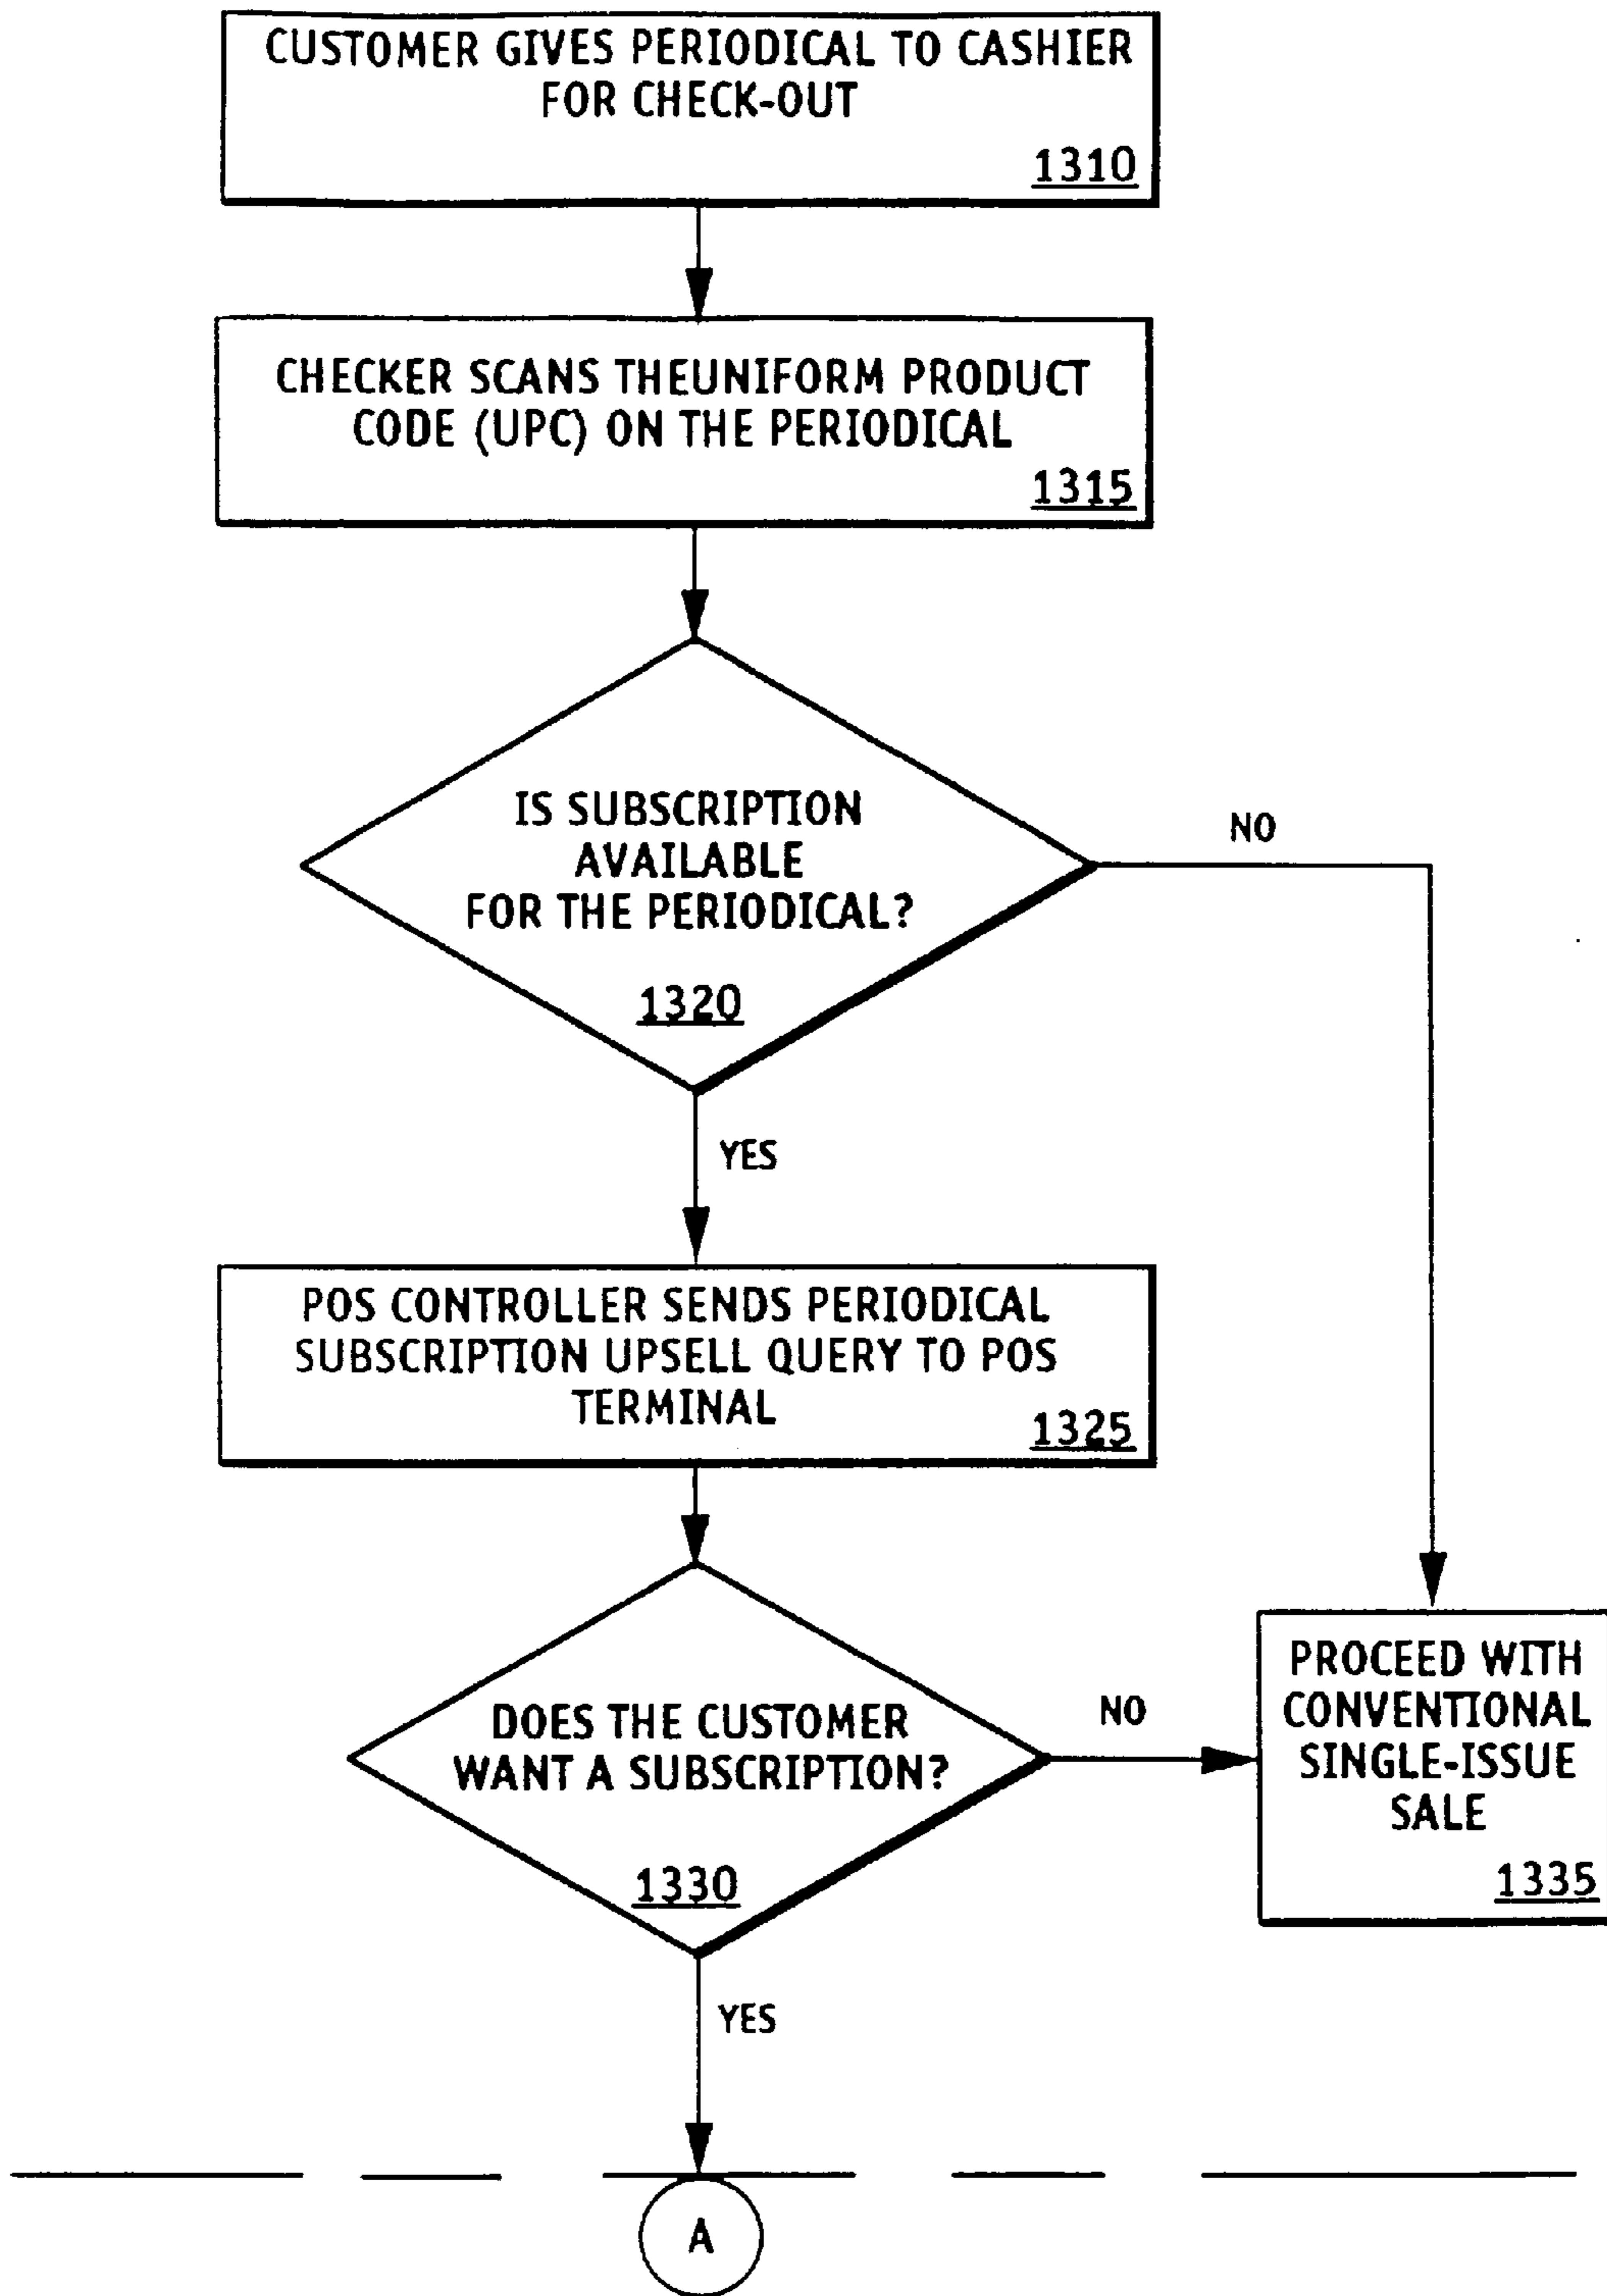 CUSTOMER GIVES PERIODICAL TO CASHIER
FOR CHECK-OUT
1310
CHECKER SCANS THEUNIFORM PRODUCT
CODE (UPC) ON THE PERIODICAL
1315
IS SUBSCRIPTION
AVAILABLE
FOR THE PERIODICAL?
1320
NO
YES
POS CONTROLLER SENDS PERIODICAL
SUBSCRIPTION UPSELL QUERY TO POS
TERMINAL
1325
DOES THE CUSTOMER
WANT A SUBSCRIPTION?
1330
NO
PROCEED WITH
CONVENTIONAL
SINGLE-ISSUE
SALE
1335
YES
A